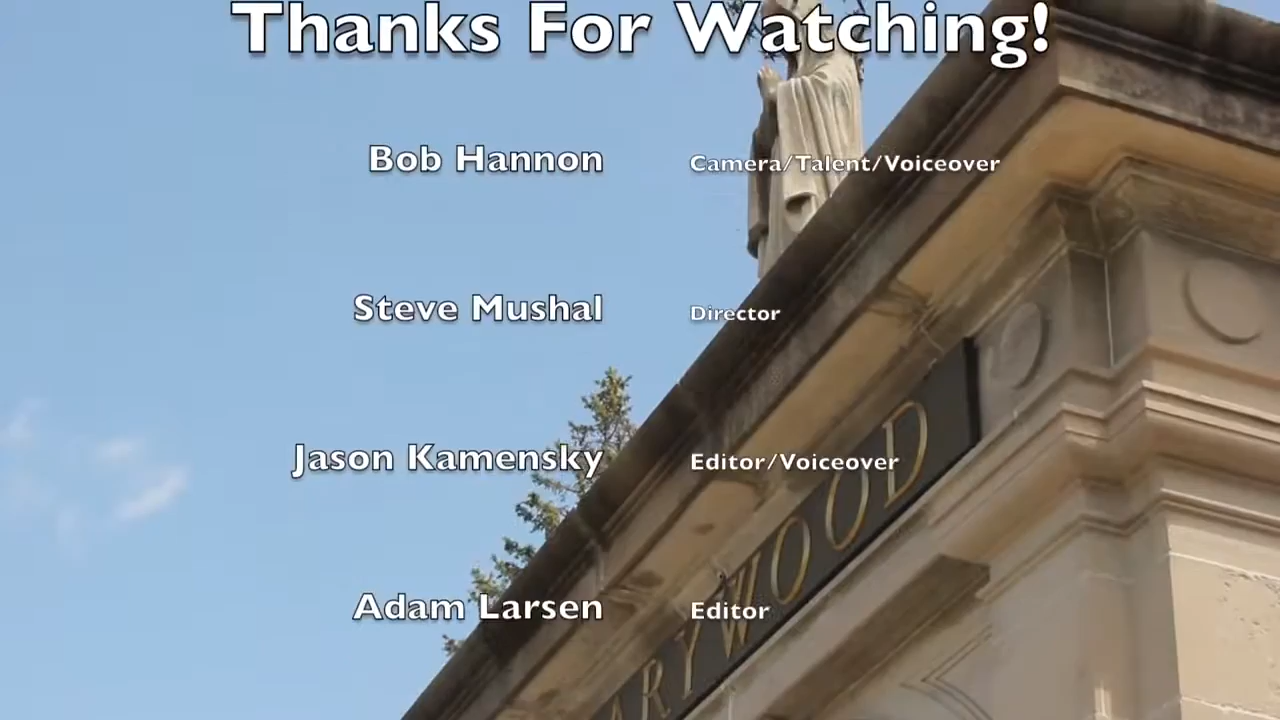 Thanks For Watching!
Bob Hannon Camera/Talent/Voiceover
Steve Mushal Director
Jason Kamensky Editor/Voiceover
Adam Larsen Editor
ARYWOOD